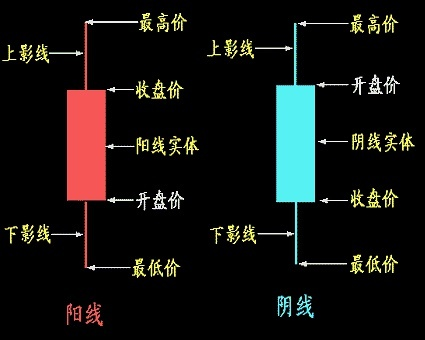 最高价
上影线
收盘价
阳线实体
开盘价
下影线
最低价
阳线
最高价
上影线
开盘价
阴线实体
收盘价
下影线
最低价
阴线